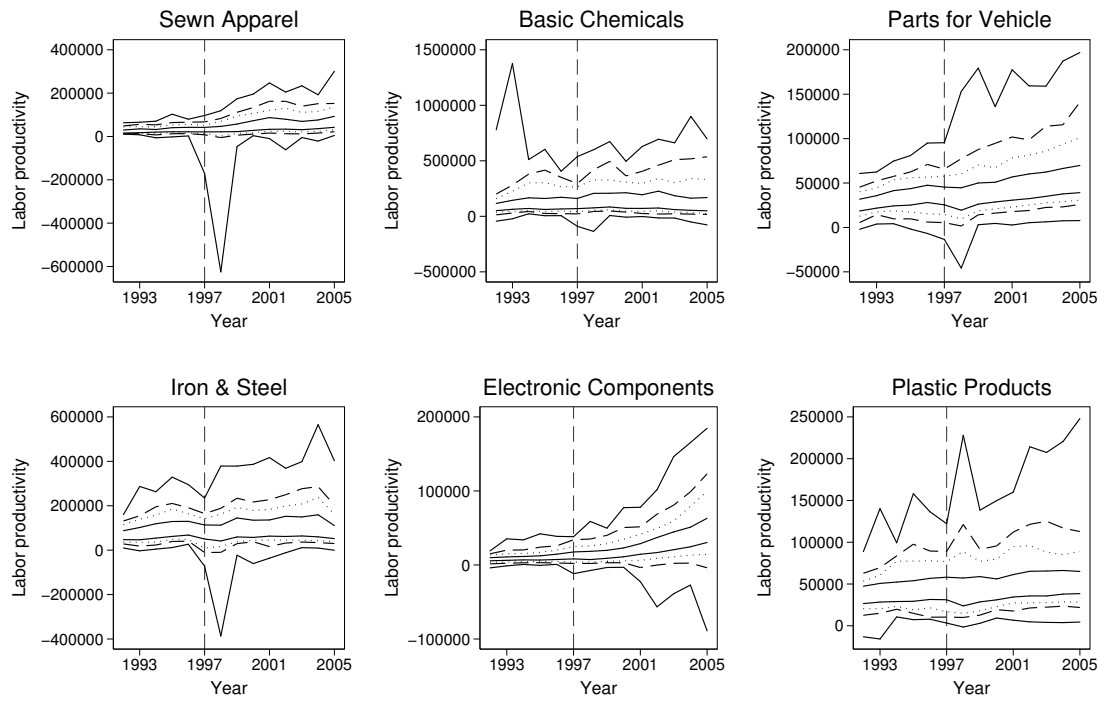 Sewn Apparel
Labor productivity
400000
200000
0
−200000
−400000
−600000
1993 1997 2001 2005
Year
Basic Chemicals
Labor productivity
1500000
1000000
500000
0
−500000
1993 1997 2001 2005
Year
Parts for Vehicle
Labor productivity
200000
150000
100000
50000
0
−50000
1993 1997 2001 2005
Year
Iron & Steel
Labor productivity
600000
400000
200000
0
−200000
−400000
1993 1997 2001 2005
Year
Electronic Components
Labor productivity
200000
100000
0
−100000
1993 1997 2001 2005
Year
Plastic Products
Labor productivity
250000
200000
150000
100000
50000
0
1993 1997 2001 2005
Year